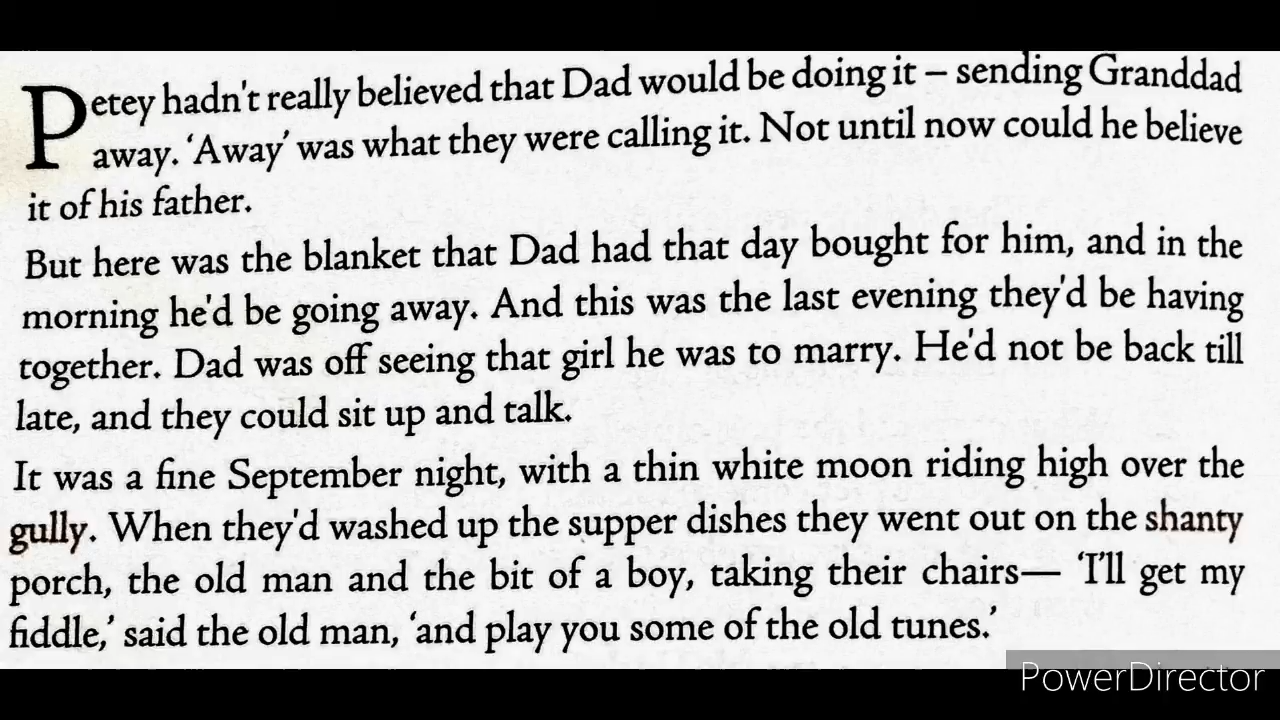 Petey hadn't really believed that Dad would be doing it – sending Granddad
away. ‘Away’ was what they were calling it. Not until now could he believe
it of his father.
But here was the blanket that Dad had that day bought for him, and in the
morning he'd be going away. And this was the last evening they'd be having
together. Dad was off seeing that girl he was to marry. He'd not be back till
late, and they could sit up and talk.
It was a fine September night, with a thin white moon riding high over the
gully. When they'd washed up the supper dishes they went out on the shanty
porch, the old man and the bit of a boy, taking their chairs— ‘I'll get my
fiddle,’ said the old man, ‘and play you some of the old tunes.’
PowerDirector